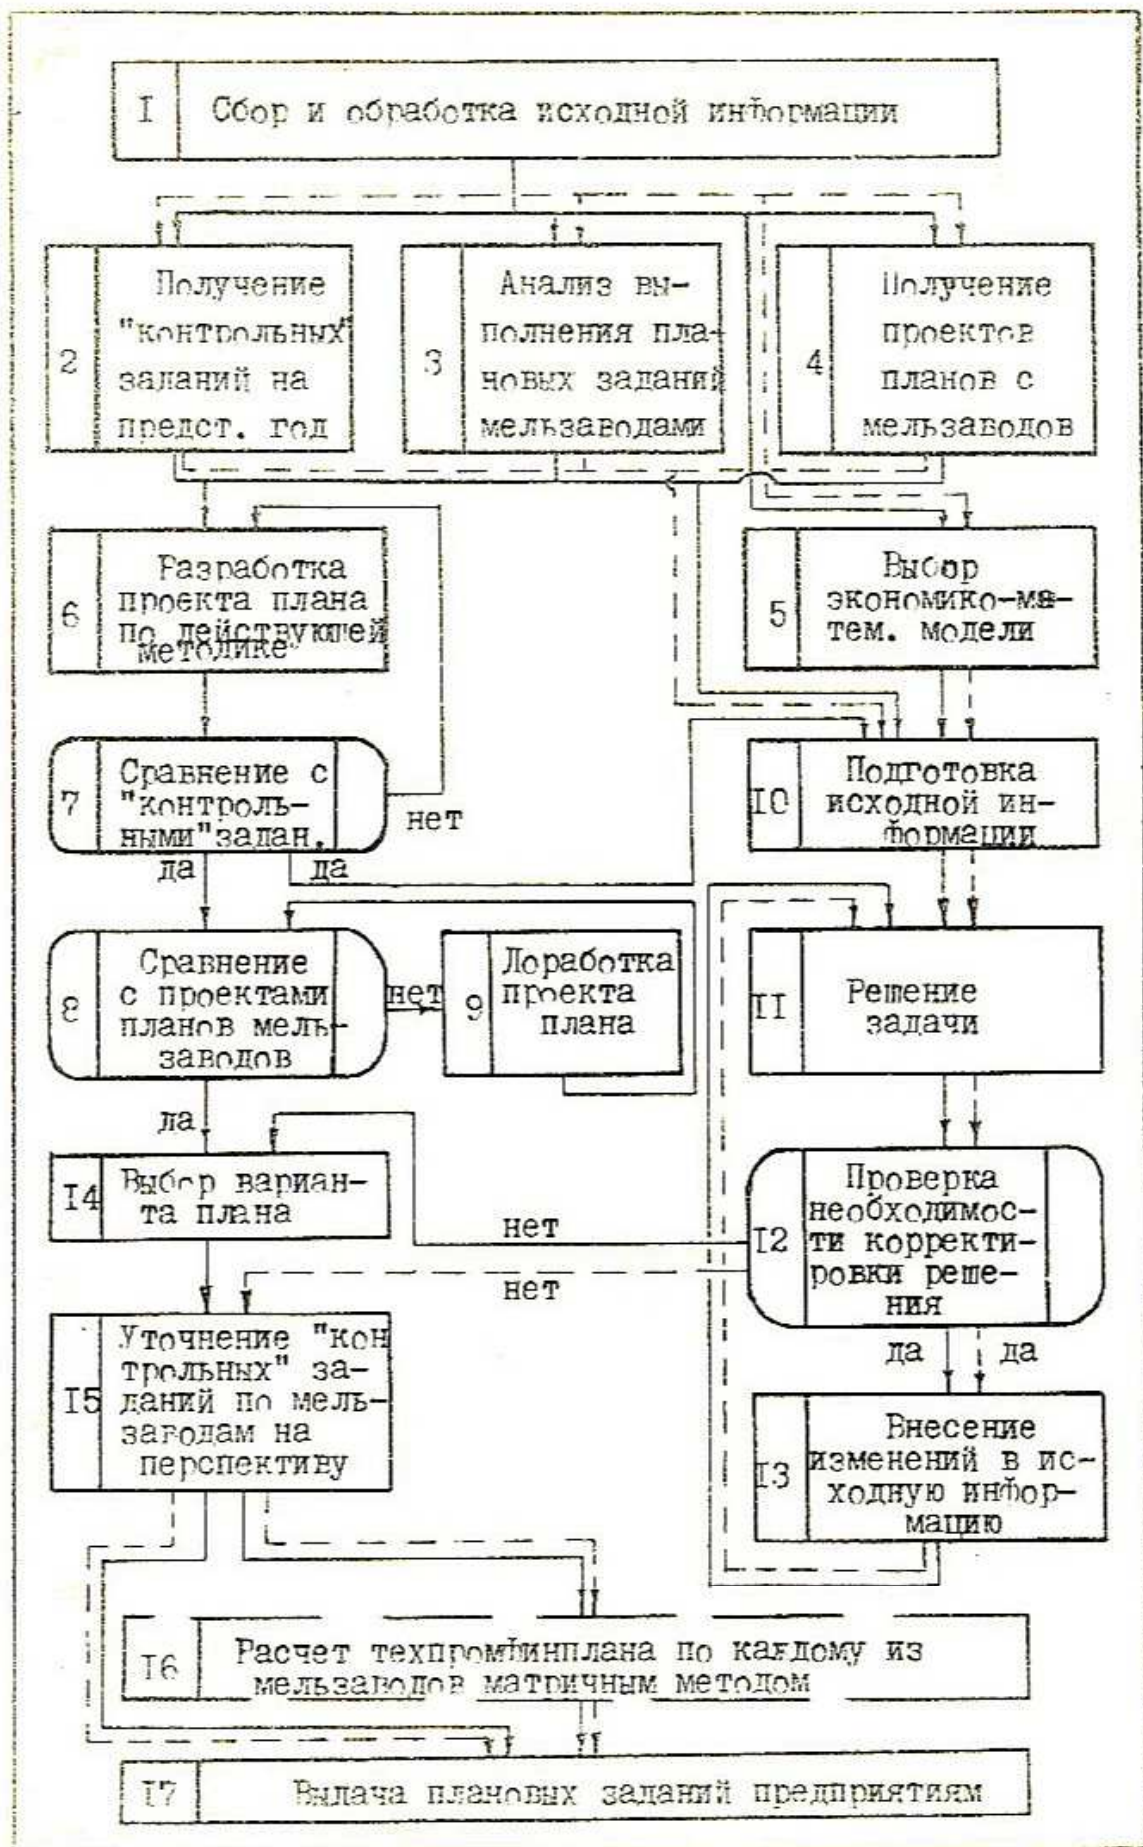 I Сбор и обработка исходной информации
2
Получение
"контрольных"
заданий на
предст. год
3
Анализ вы-
полнения пла-
новых заданий
мельзаводами
4
Получение
проектов
планов с
мельзаводов
6
Разработка
проекта плана
по действующей
методике
5
Выбор
экономико-ма-
тем. модели
7
Сравнение с
"контроль-
ными" задан.
нет
да
да
I0
Подготовка
исходной ин-
формации
8
Сравнение
с проектами
планов мель-
заводов
нет
9
Доработка
проекта
плана
II
Решение
задачи
да
I4
Выбор вариан-
та плана
нет
нет
I2
Проверка
необходимос-
ти корректи-
ровки реше-
ния
да
да
I5
Уточнение "кон
трольных" за-
даний по мель-
заводам на
перспективу
I3
Внесение
изменений в ис-
ходную инфор-
мацию
I6
Расчет техпромфинплана по каждому из
мельзаводов матричным методом
I7 Выдача плановых заданий предприятиям